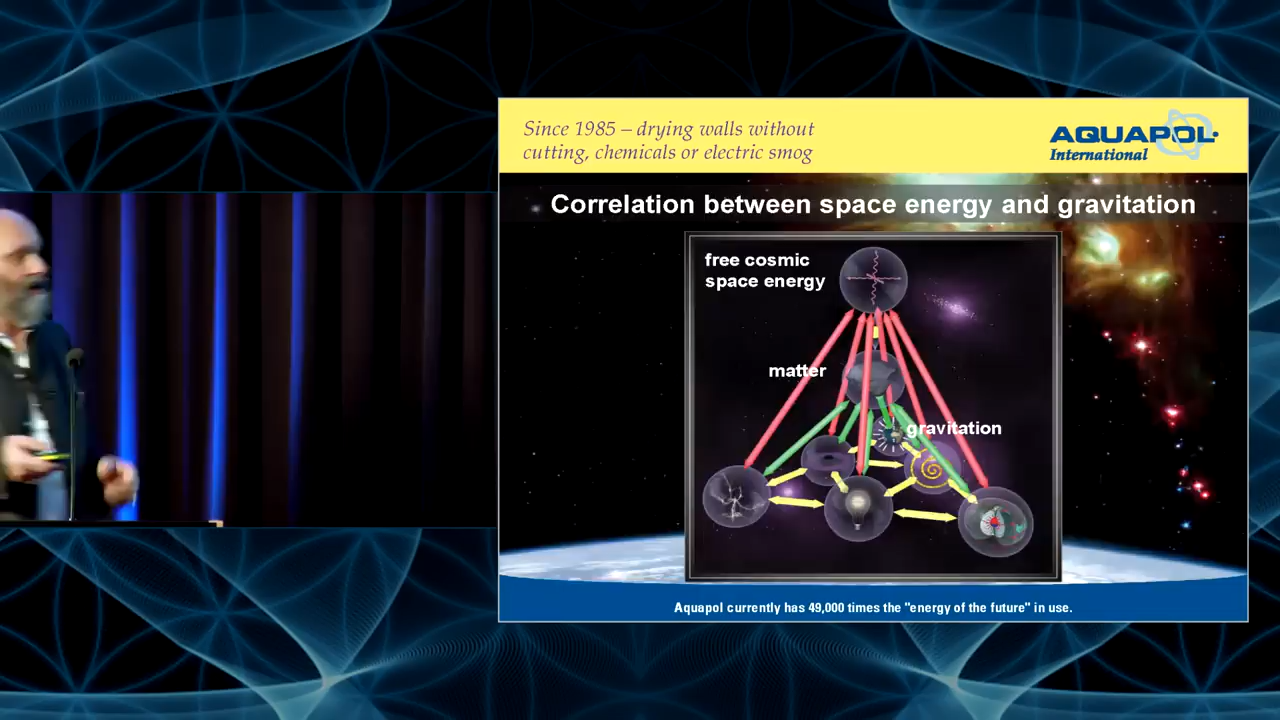 Since 1985 – drying walls without
cutting, chemicals or electric smog
AQUAPOL
International
Correlation between space energy and gravitation
free cosmic
space energy
matter
gravitation
Aquapol currently has 49,000 times the "energy of the future" in use.